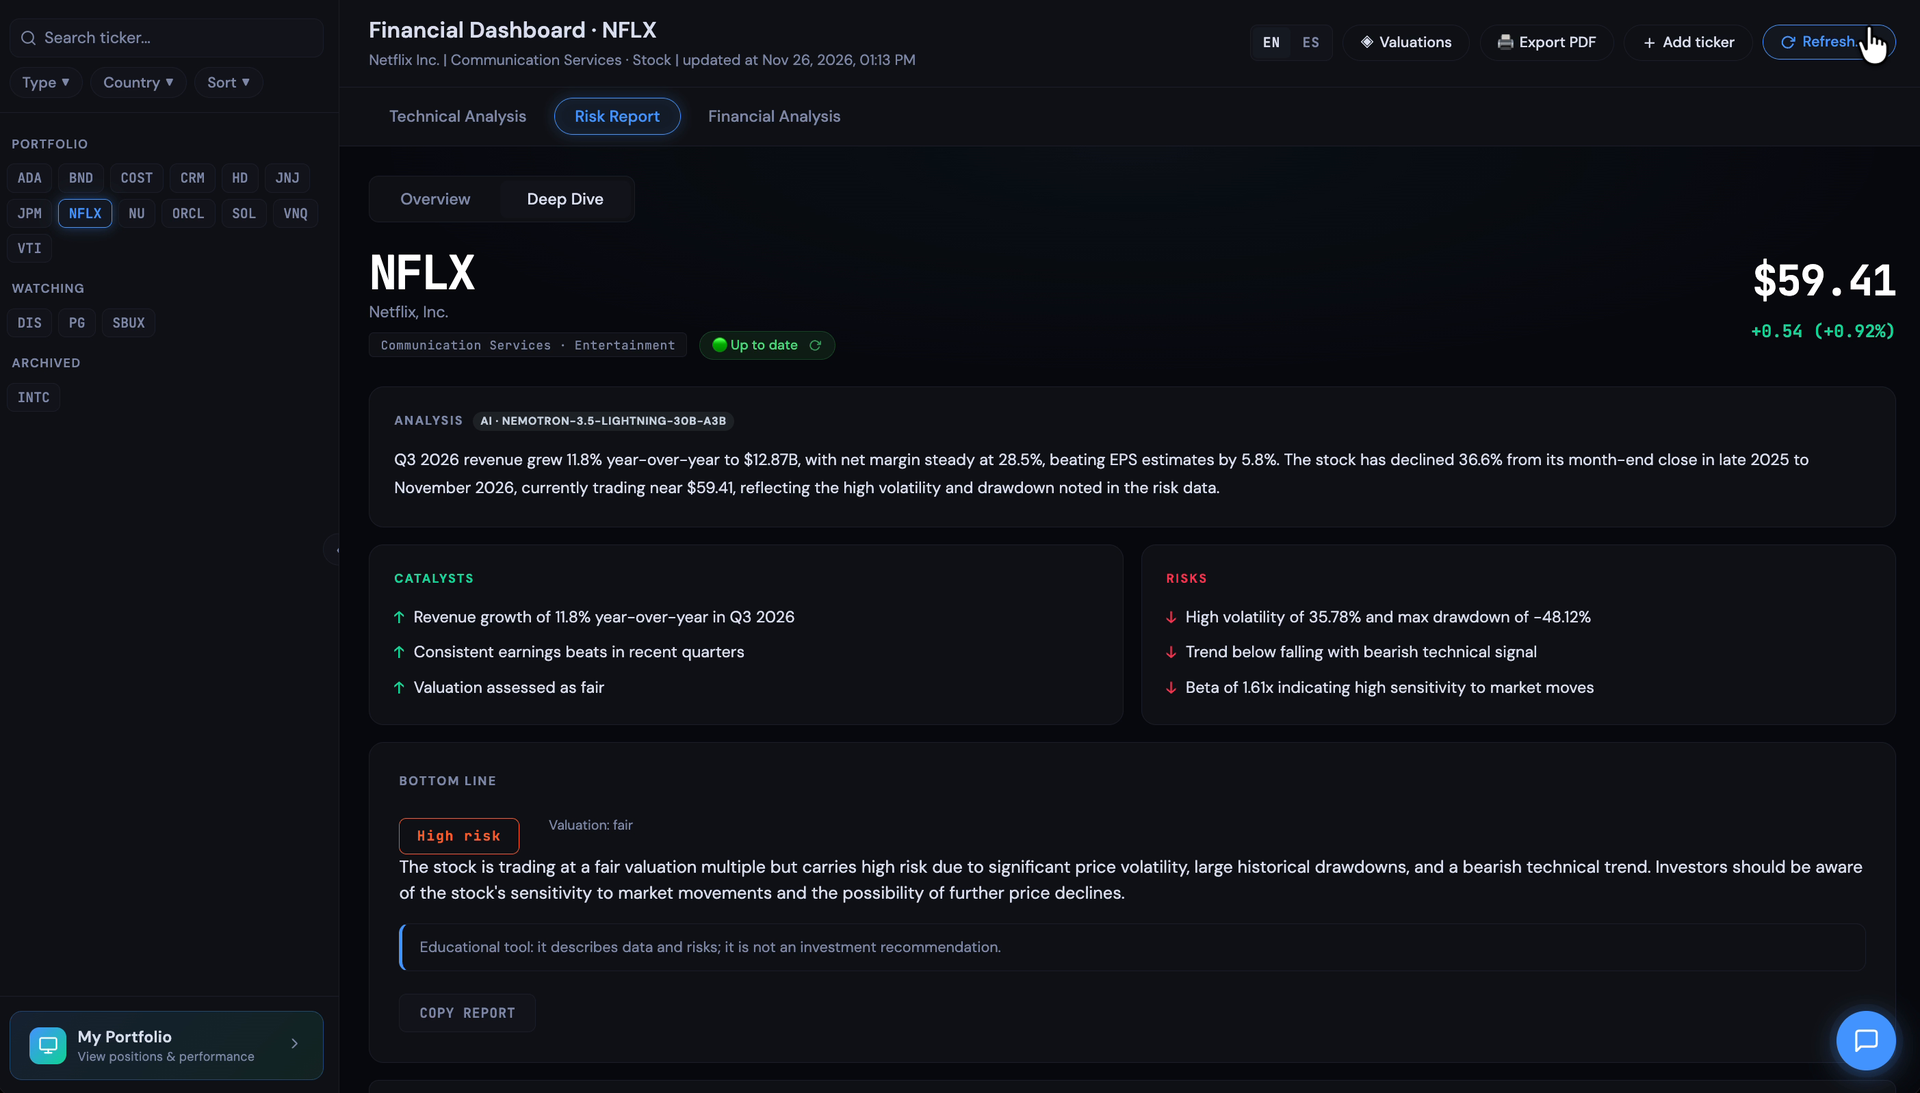 Search ticker...
Type ▾ Country ▾ Sort ▾
PORTFOLIO
ADA BND COST CRM HD JNJ
JPM NFLX NU ORCL SOL VNQ
VTI
WATCHING
DIS PG SBUX
ARCHIVED
INTC
My Portfolio
View positions & performance
Financial Dashboard · NFLX
Netflix Inc. | Communication Services · Stock | updated at Nov 26, 2026, 01:13 PM
EN ES
Valuations
Export PDF
+ Add ticker
Refresh
Technical Analysis Risk Report Financial Analysis
Overview Deep Dive
NFLX
Netflix, Inc.
Communication Services · Entertainment
Up to date
$59.41
+0.54 (+0.92%)
ANALYSIS AI · NEMOTRON-3.5-LIGHTNING-30B-A3B
Q3 2026 revenue grew 11.8% year-over-year to $12.87B, with net margin steady at 28.5%, beating EPS estimates by 5.8%. The stock has declined 36.6% from its month-end close in late 2025 to
November 2026, currently trading near $59.41, reflecting the high volatility and drawdown noted in the risk data.
CATALYSTS
↑ Revenue growth of 11.8% year-over-year in Q3 2026
↑ Consistent earnings beats in recent quarters
↑ Valuation assessed as fair
RISKS
↓ High volatility of 35.78% and max drawdown of -48.12%
↓ Trend below falling with bearish technical signal
↓ Beta of 1.61x indicating high sensitivity to market moves
BOTTOM LINE
High risk
Valuation: fair
The stock is trading at a fair valuation multiple but carries high risk due to significant price volatility, large historical drawdowns, and a bearish technical trend. Investors should be aware
of the stock's sensitivity to market movements and the possibility of further price declines.
Educational tool: it describes data and risks; it is not an investment recommendation.
COPY REPORT